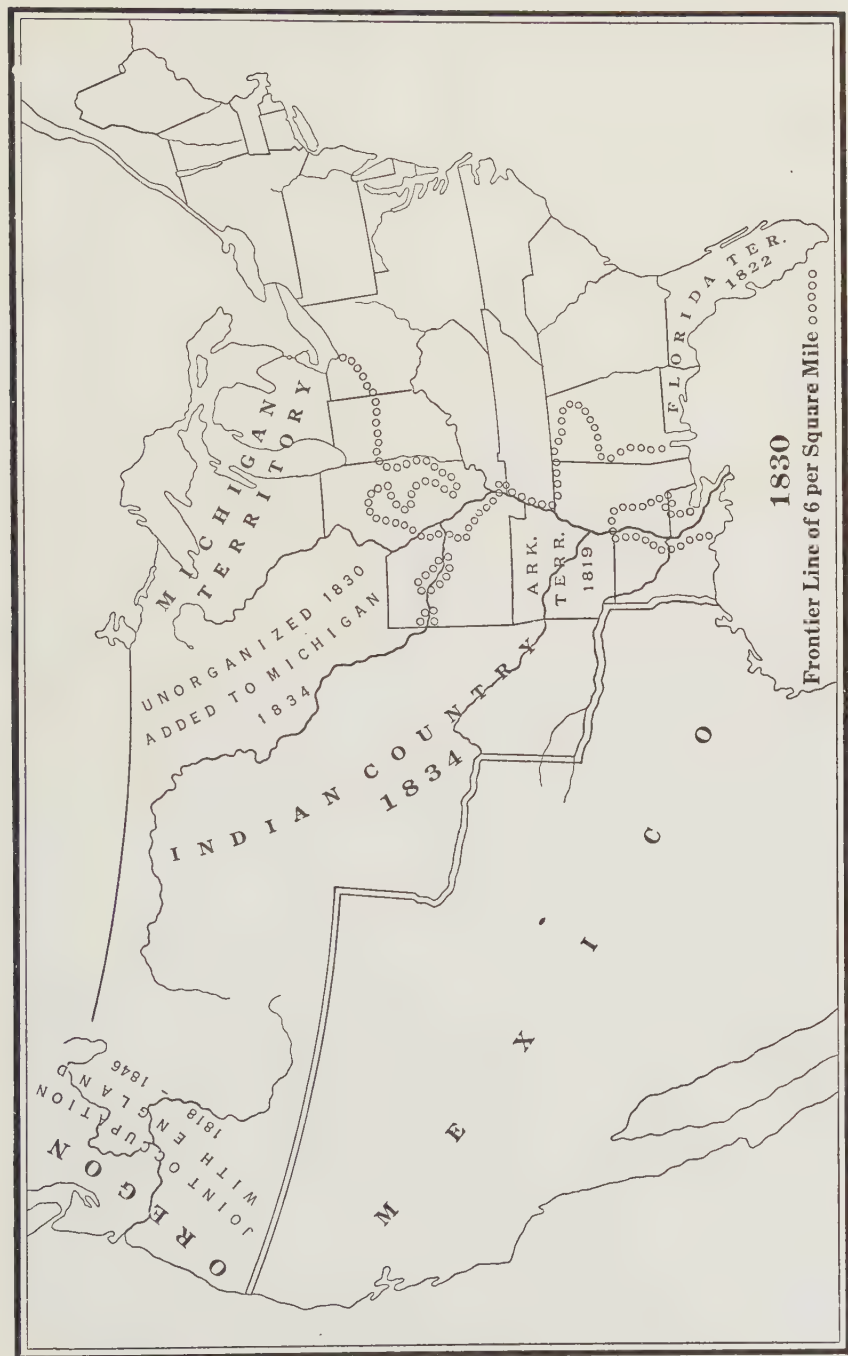 OREGON
JOINT OCCUPATION
WITH ENGLAND
1818 - 1846
MICHIGAN
TERRITORY
UNORGANIZED 1830
ADDED TO MICHIGAN
1834
INDIAN COUNTRY
1834
ARK.
TERR.
1819
MEXICO
FLORIDA TER.
1822
1830
Frontier Line of 6 per Square Mile